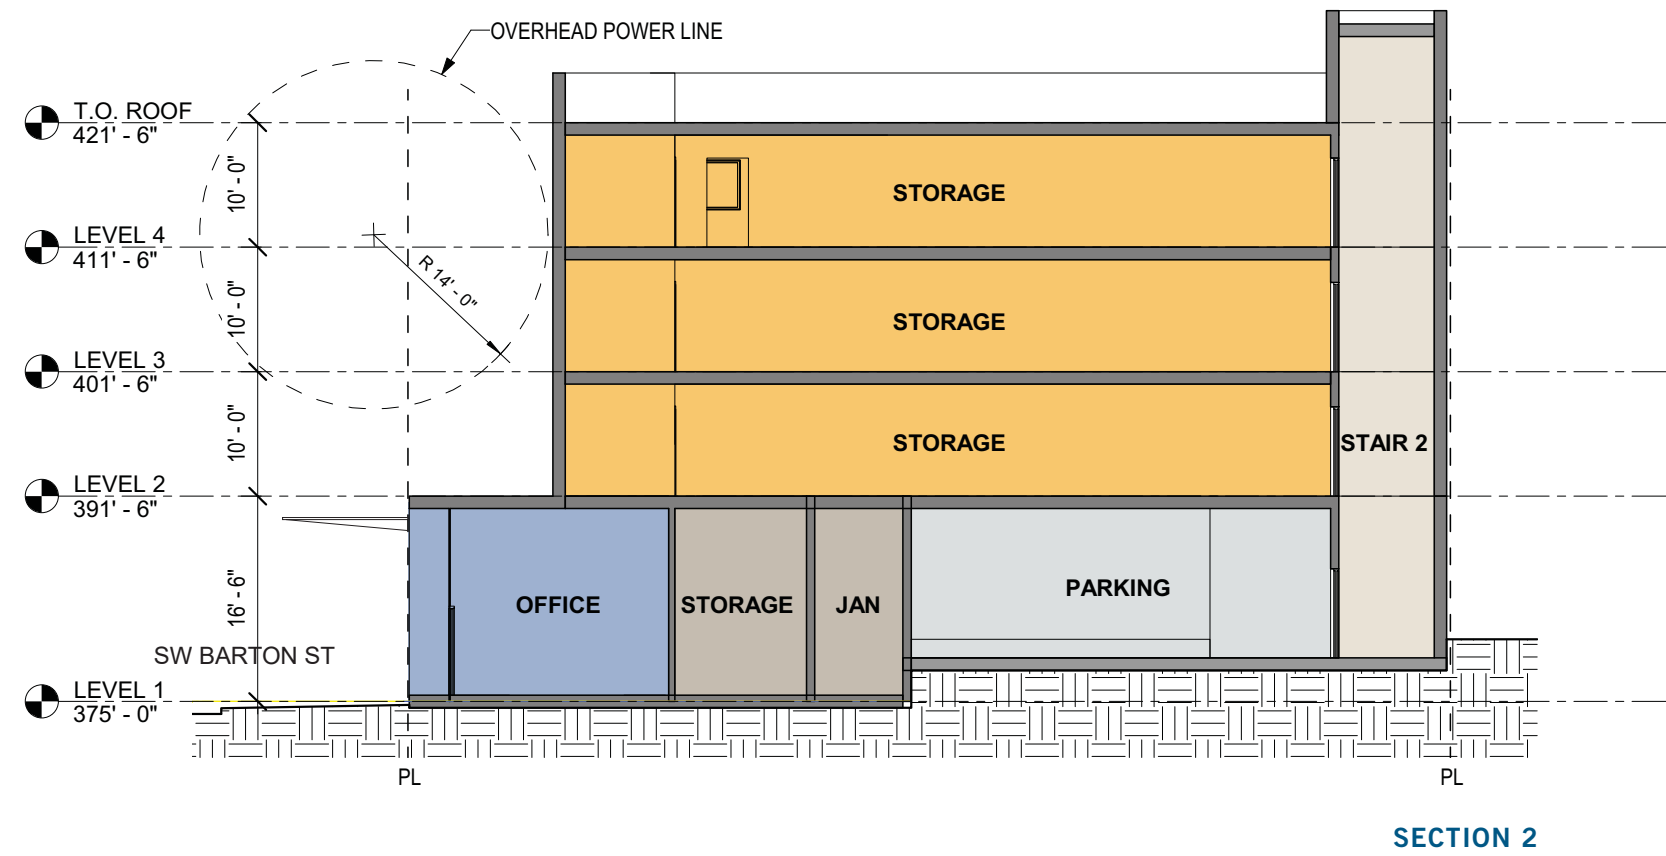 OVERHEAD POWER LINE
T.O. ROOF
421' - 6"
10' - 0"
STORAGE
LEVEL 4
411' - 6"
R 14' - 0"
10' - 0"
STORAGE
LEVEL 3
401' - 6"
10' - 0"
STORAGE
STAIR 2
LEVEL 2
391' - 6"
16' - 6"
OFFICE
STORAGE
JAN
PARKING
SW BARTON ST
LEVEL 1
375' - 0"
PL
PL
SECTION 2